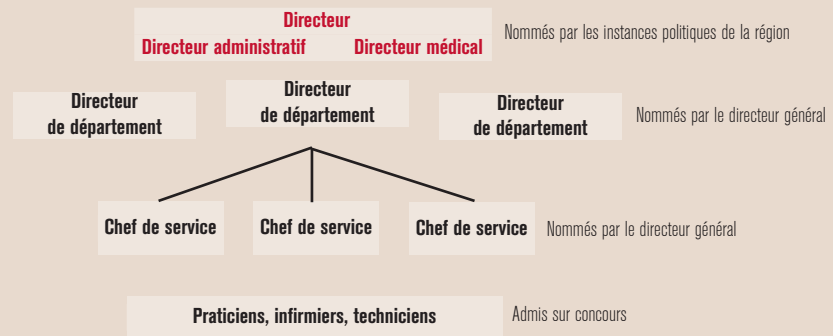 Directeur
Directeur administratif Directeur médical
Nommés par les instances politiques de la région
Directeur
de département
Directeur
de département
Directeur
de département
Nommés par le directeur général
Chef de service
Chef de service
Chef de service
Nommés par le directeur général
Praticiens, infirmiers, techniciens
Admis sur concours